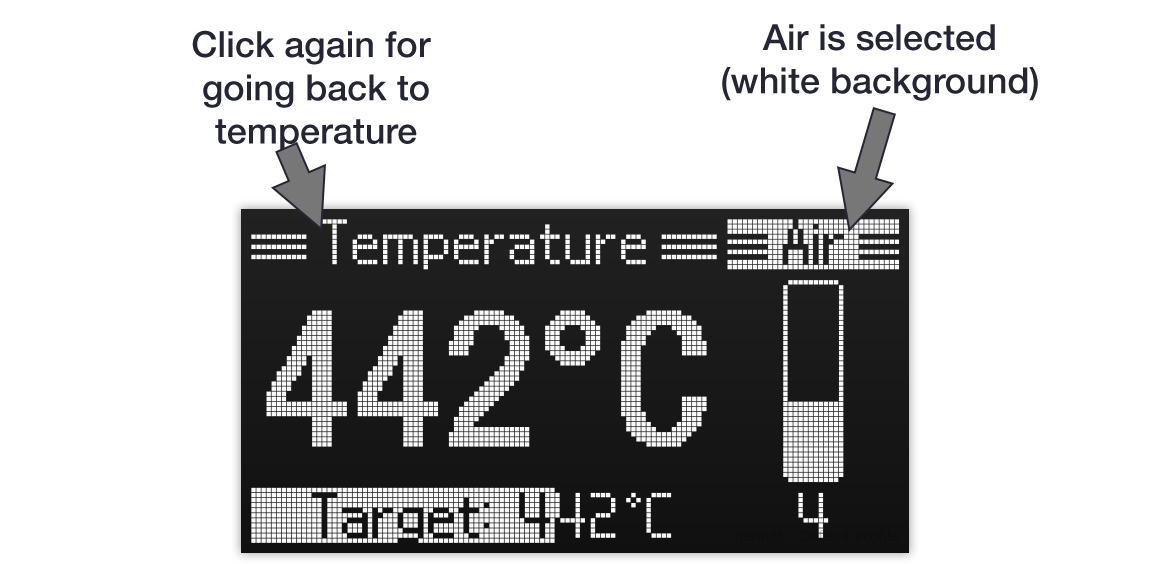 Click again for
going back to
temperature
Air is selected
(white background)
Temperature
Air
442°C
Target: 442°C
4